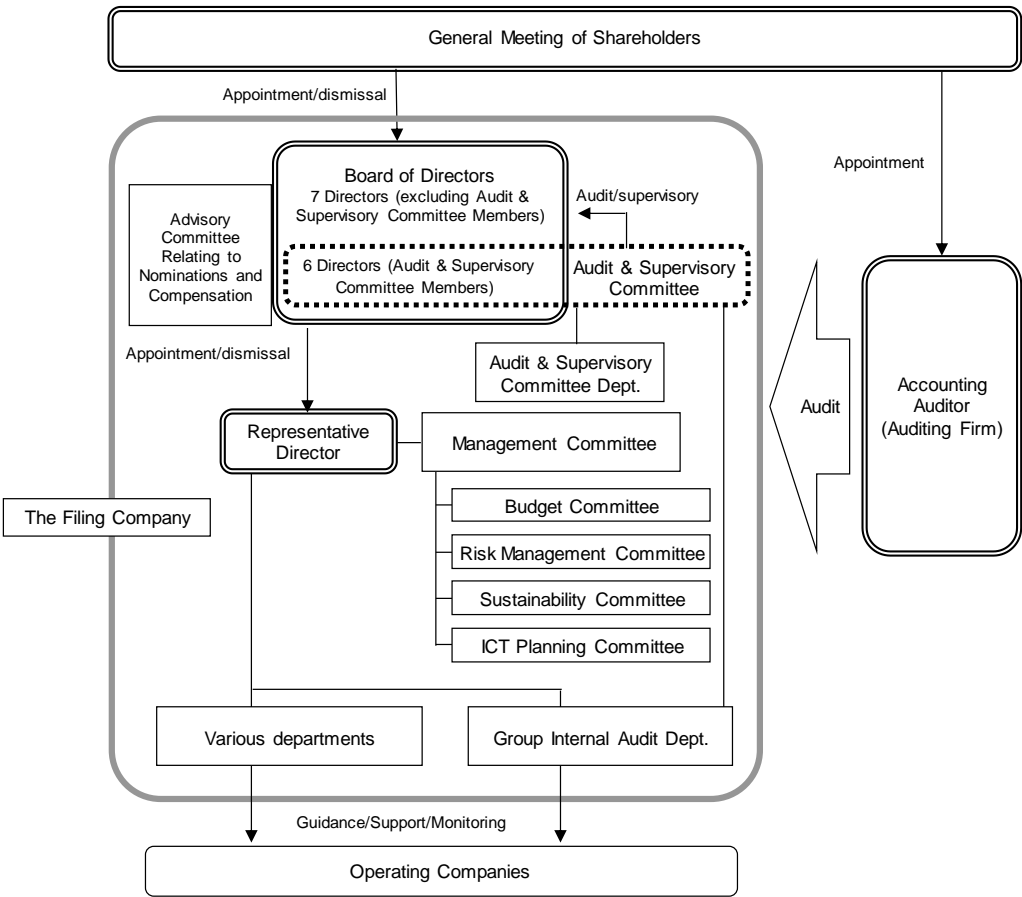 General Meeting of Shareholders
Appointment/dismissal
Appointment
Board of Directors
7 Directors (excluding Audit &
Supervisory Committee Members)
Audit/supervisory
Advisory
Committee
Relating to
Nominations and
Compensation
6 Directors (Audit & Supervisory
Committee Members)
Audit & Supervisory
Committee
Appointment/dismissal
Audit & Supervisory
Committee Dept.
Audit
Accounting
Auditor
(Auditing Firm)
Representative
Director
Management Committee
The Filing Company
Budget Committee
Risk Management Committee
Sustainability Committee
ICT Planning Committee
Various departments
Group Internal Audit Dept.
Guidance/Support/Monitoring
Operating Companies